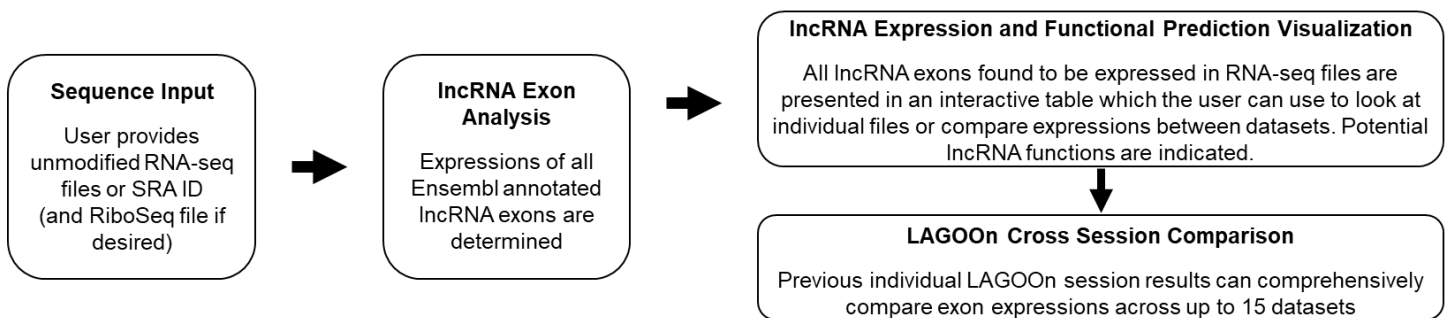 Sequence Input
User provides
unmodified RNA-seq
files or SRA ID
(and RiboSeq file if
desired)
lncRNA Exon
Analysis
Expressions of all
Ensembl annotated
lncRNA exons are
determined
lncRNA Expression and Functional Prediction Visualization
All lncRNA exons found to be expressed in RNA-seq files are
presented in an interactive table which the user can use to look at
individual files or compare expressions between datasets. Potential
lncRNA functions are indicated.
LAGOOn Cross Session Comparison
Previous individual LAGOOn session results can comprehensively
compare exon expressions across up to 15 datasets